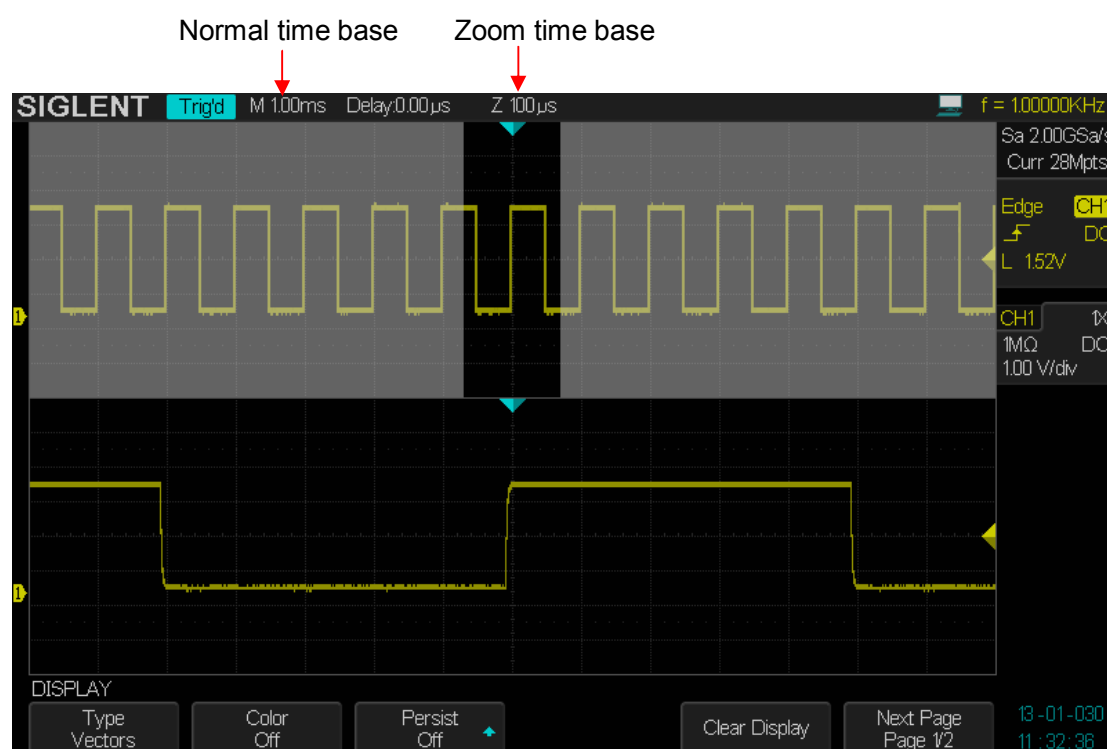 Normal time base Zoom time base
SIGLENT Trig'd M 1.00ms Delay:0.00µs Z 100µs f = 1.00000KHz
Sa 2.00GSa/s
Curr 28Mpts
Edge CH1
DC
L 1.52V
1
CH1 1X
1MΩ DC
1.00 V/div
1
DISPLAY
Type Color Persist Clear Display Next Page
Vectors Off Off Page 1/2
13-01-030
11:32:36